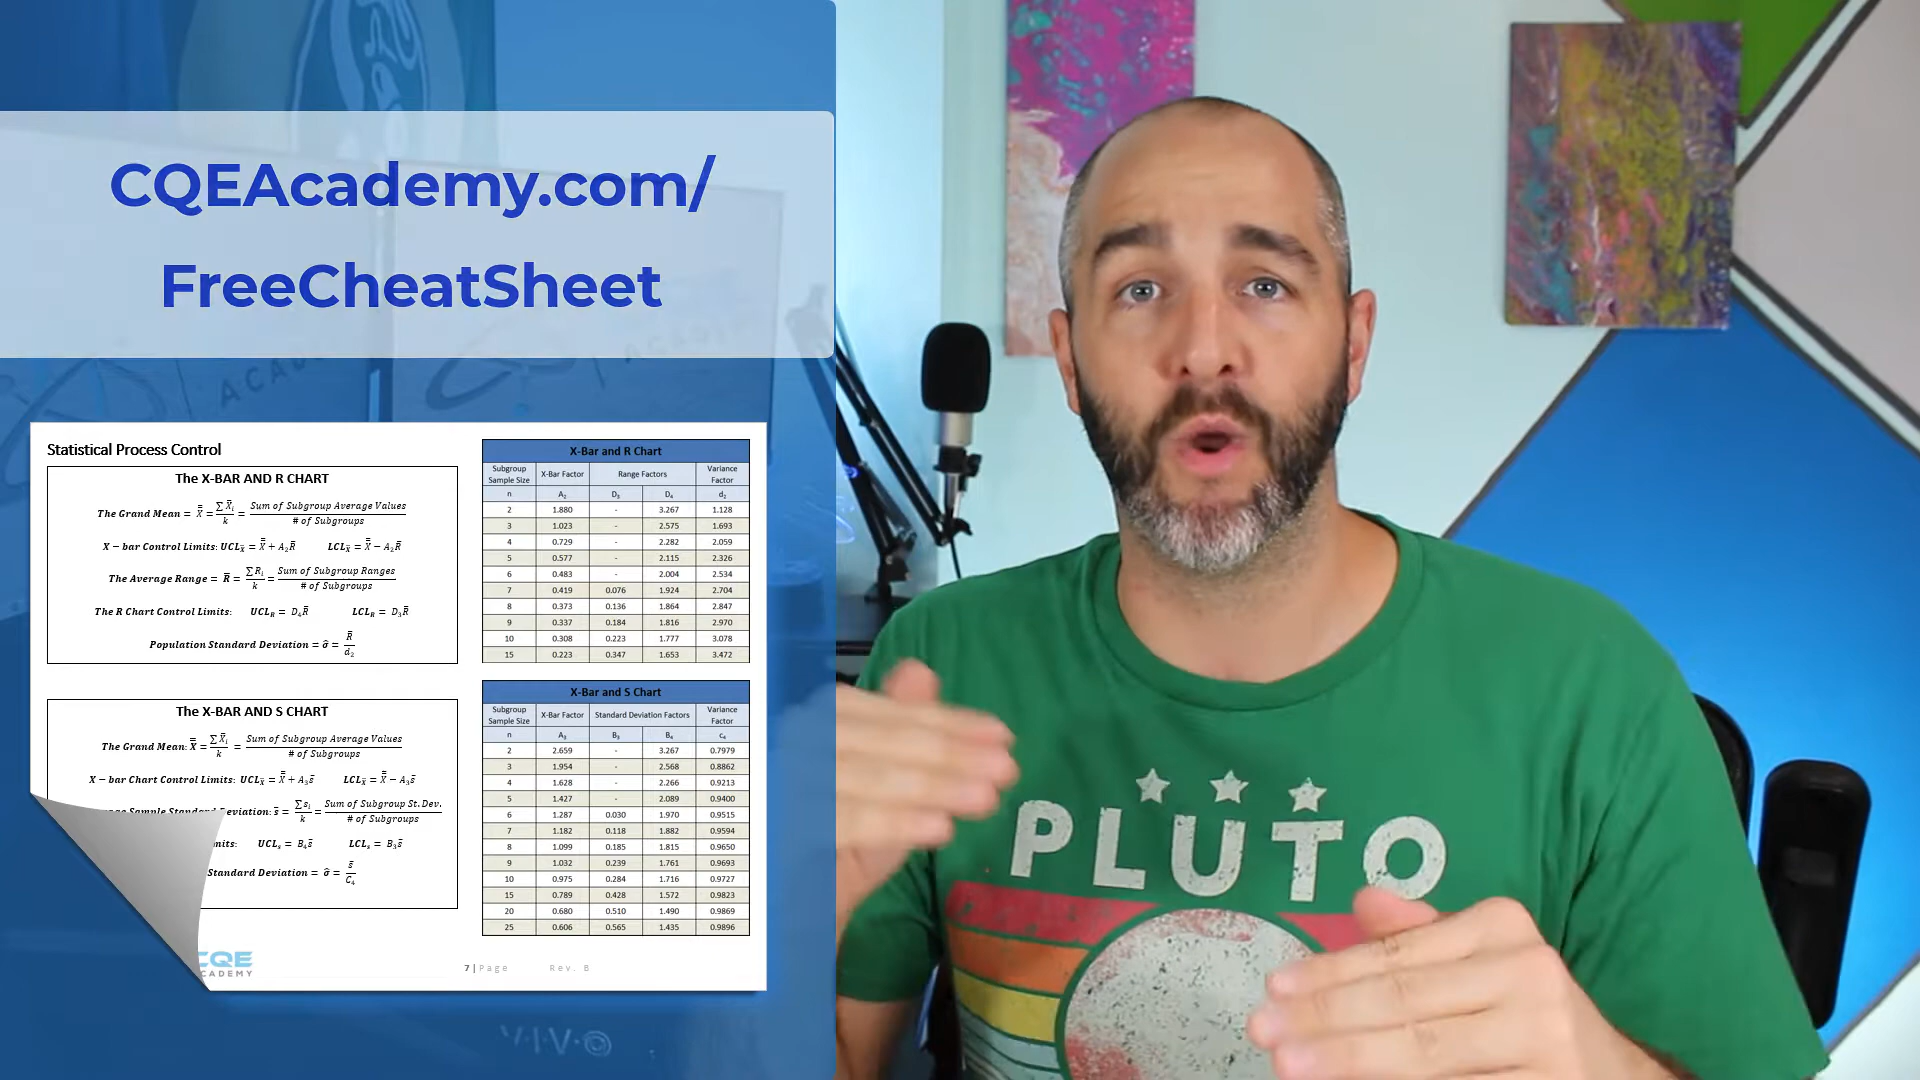 CQEAcademy.com/
FreeCheatSheet
Statistical Process Control
The X-BAR AND R CHART
The Grand Mean = X̿ = ∑ X̄ᵢ / k = Sum of Subgroup Average Values / # of Subgroups
X − bar Control Limits: UCL_X̄ = X̿ + A₂R̄ LCL_X̄ = X̿ − A₂R̄
The Average Range = R̄ = ∑ Rᵢ / k = Sum of Subgroup Ranges / # of Subgroups
The R Chart Control Limits: UCL_R = D₄R̄ LCL_R = D₃R̄
Population Standard Deviation = σ̂ = R̄ / d₂
The X-BAR AND S CHART
The Grand Mean: X̿ = ∑ X̄ᵢ / k = Sum of Subgroup Average Values / # of Subgroups
X − bar Chart Control Limits: UCL_X̄ = X̿ + A₃s̄ LCL_X̄ = X̿ − A₃s̄
Sample Standard Deviation: s̄ = ∑ sᵢ / k = Sum of Subgroup St. Dev. / # of Subgroups
mits: UCLₛ = B₄s̄ LCLₛ = B₃s̄
Standard Deviation = σ̂ = s̄ / C₄
CQE
ACADEMY
7 | Page Rev. B
X-Bar and R Chart
Subgroup Sample Size X-Bar Factor Range Factors Variance Factor
n A₂ D₃ D₄ d₂
2 1.880 - 3.267 1.128
3 1.023 - 2.575 1.693
4 0.729 - 2.282 2.059
5 0.577 - 2.115 2.326
6 0.483 - 2.004 2.534
7 0.419 0.076 1.924 2.704
8 0.373 0.136 1.864 2.847
9 0.337 0.184 1.816 2.970
10 0.308 0.223 1.777 3.078
15 0.223 0.347 1.653 3.472
X-Bar and S Chart
Subgroup Sample Size X-Bar Factor Standard Deviation Factors Variance Factor
n A₃ B₃ B₄ c₄
2 2.659 - 3.267 0.7979
3 1.954 - 2.568 0.8862
4 1.628 - 2.266 0.9213
5 1.427 - 2.089 0.9400
6 1.287 0.030 1.970 0.9515
7 1.182 0.118 1.882 0.9594
8 1.099 0.185 1.815 0.9650
9 1.032 0.239 1.761 0.9693
10 0.975 0.284 1.716 0.9727
15 0.789 0.428 1.572 0.9823
20 0.680 0.510 1.490 0.9869
25 0.606 0.565 1.435 0.9896
PLUTO